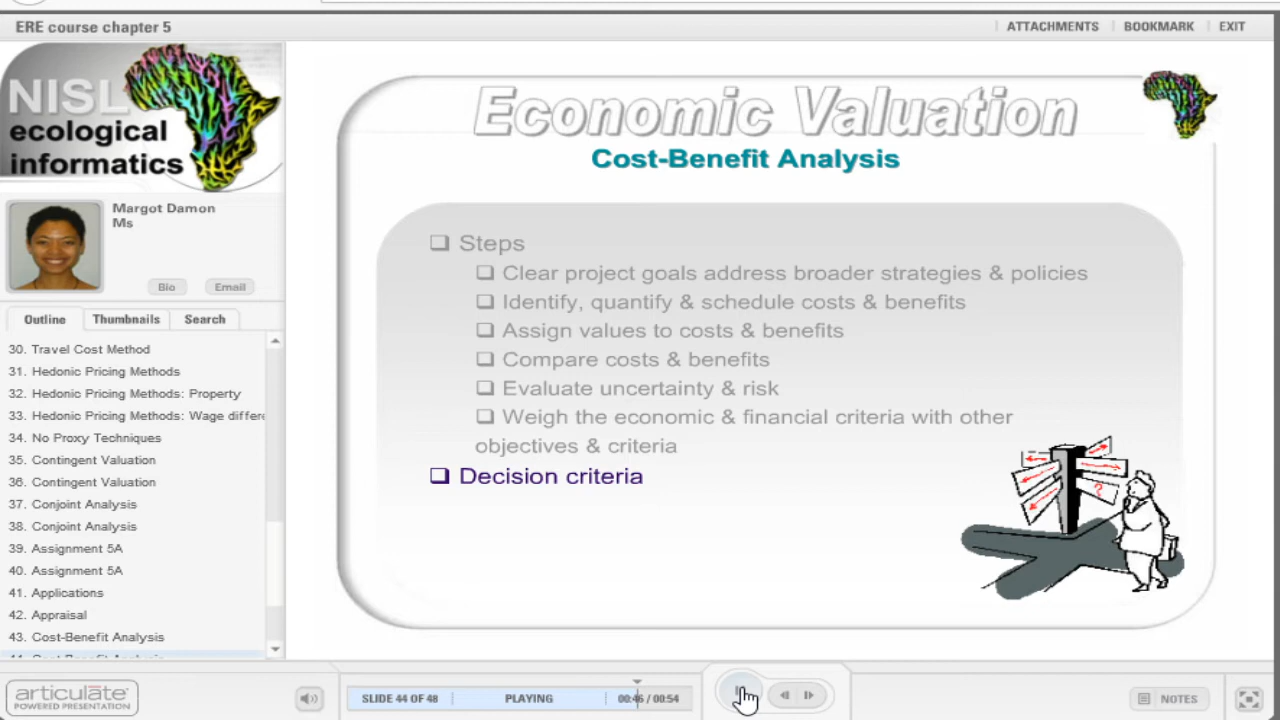 ERE course chapter 5
ATTACHMENTS
BOOKMARK
EXIT
NISL
ecological
informatics
Margot Damon
Ms
Bio
Email
Outline
Thumbnails
Search
30. Travel Cost Method
31. Hedonic Pricing Methods
32. Hedonic Pricing Methods: Property
33. Hedonic Pricing Methods: Wage differe
34. No Proxy Techniques
35. Contingent Valuation
36. Contingent Valuation
37. Conjoint Analysis
38. Conjoint Analysis
39. Assignment 5A
40. Assignment 5A
41. Applications
42. Appraisal
43. Cost-Benefit Analysis
44. Cost-Benefit Analysis
Economic Valuation
Cost-Benefit Analysis
Steps
Clear project goals address broader strategies & policies
Identify, quantify & schedule costs & benefits
Assign values to costs & benefits
Compare costs & benefits
Evaluate uncertainty & risk
Weigh the economic & financial criteria with other
objectives & criteria
Decision criteria
?
articulate
POWERED PRESENTATION
SLIDE 44 OF 48
PLAYING
00:46 / 00:54
NOTES